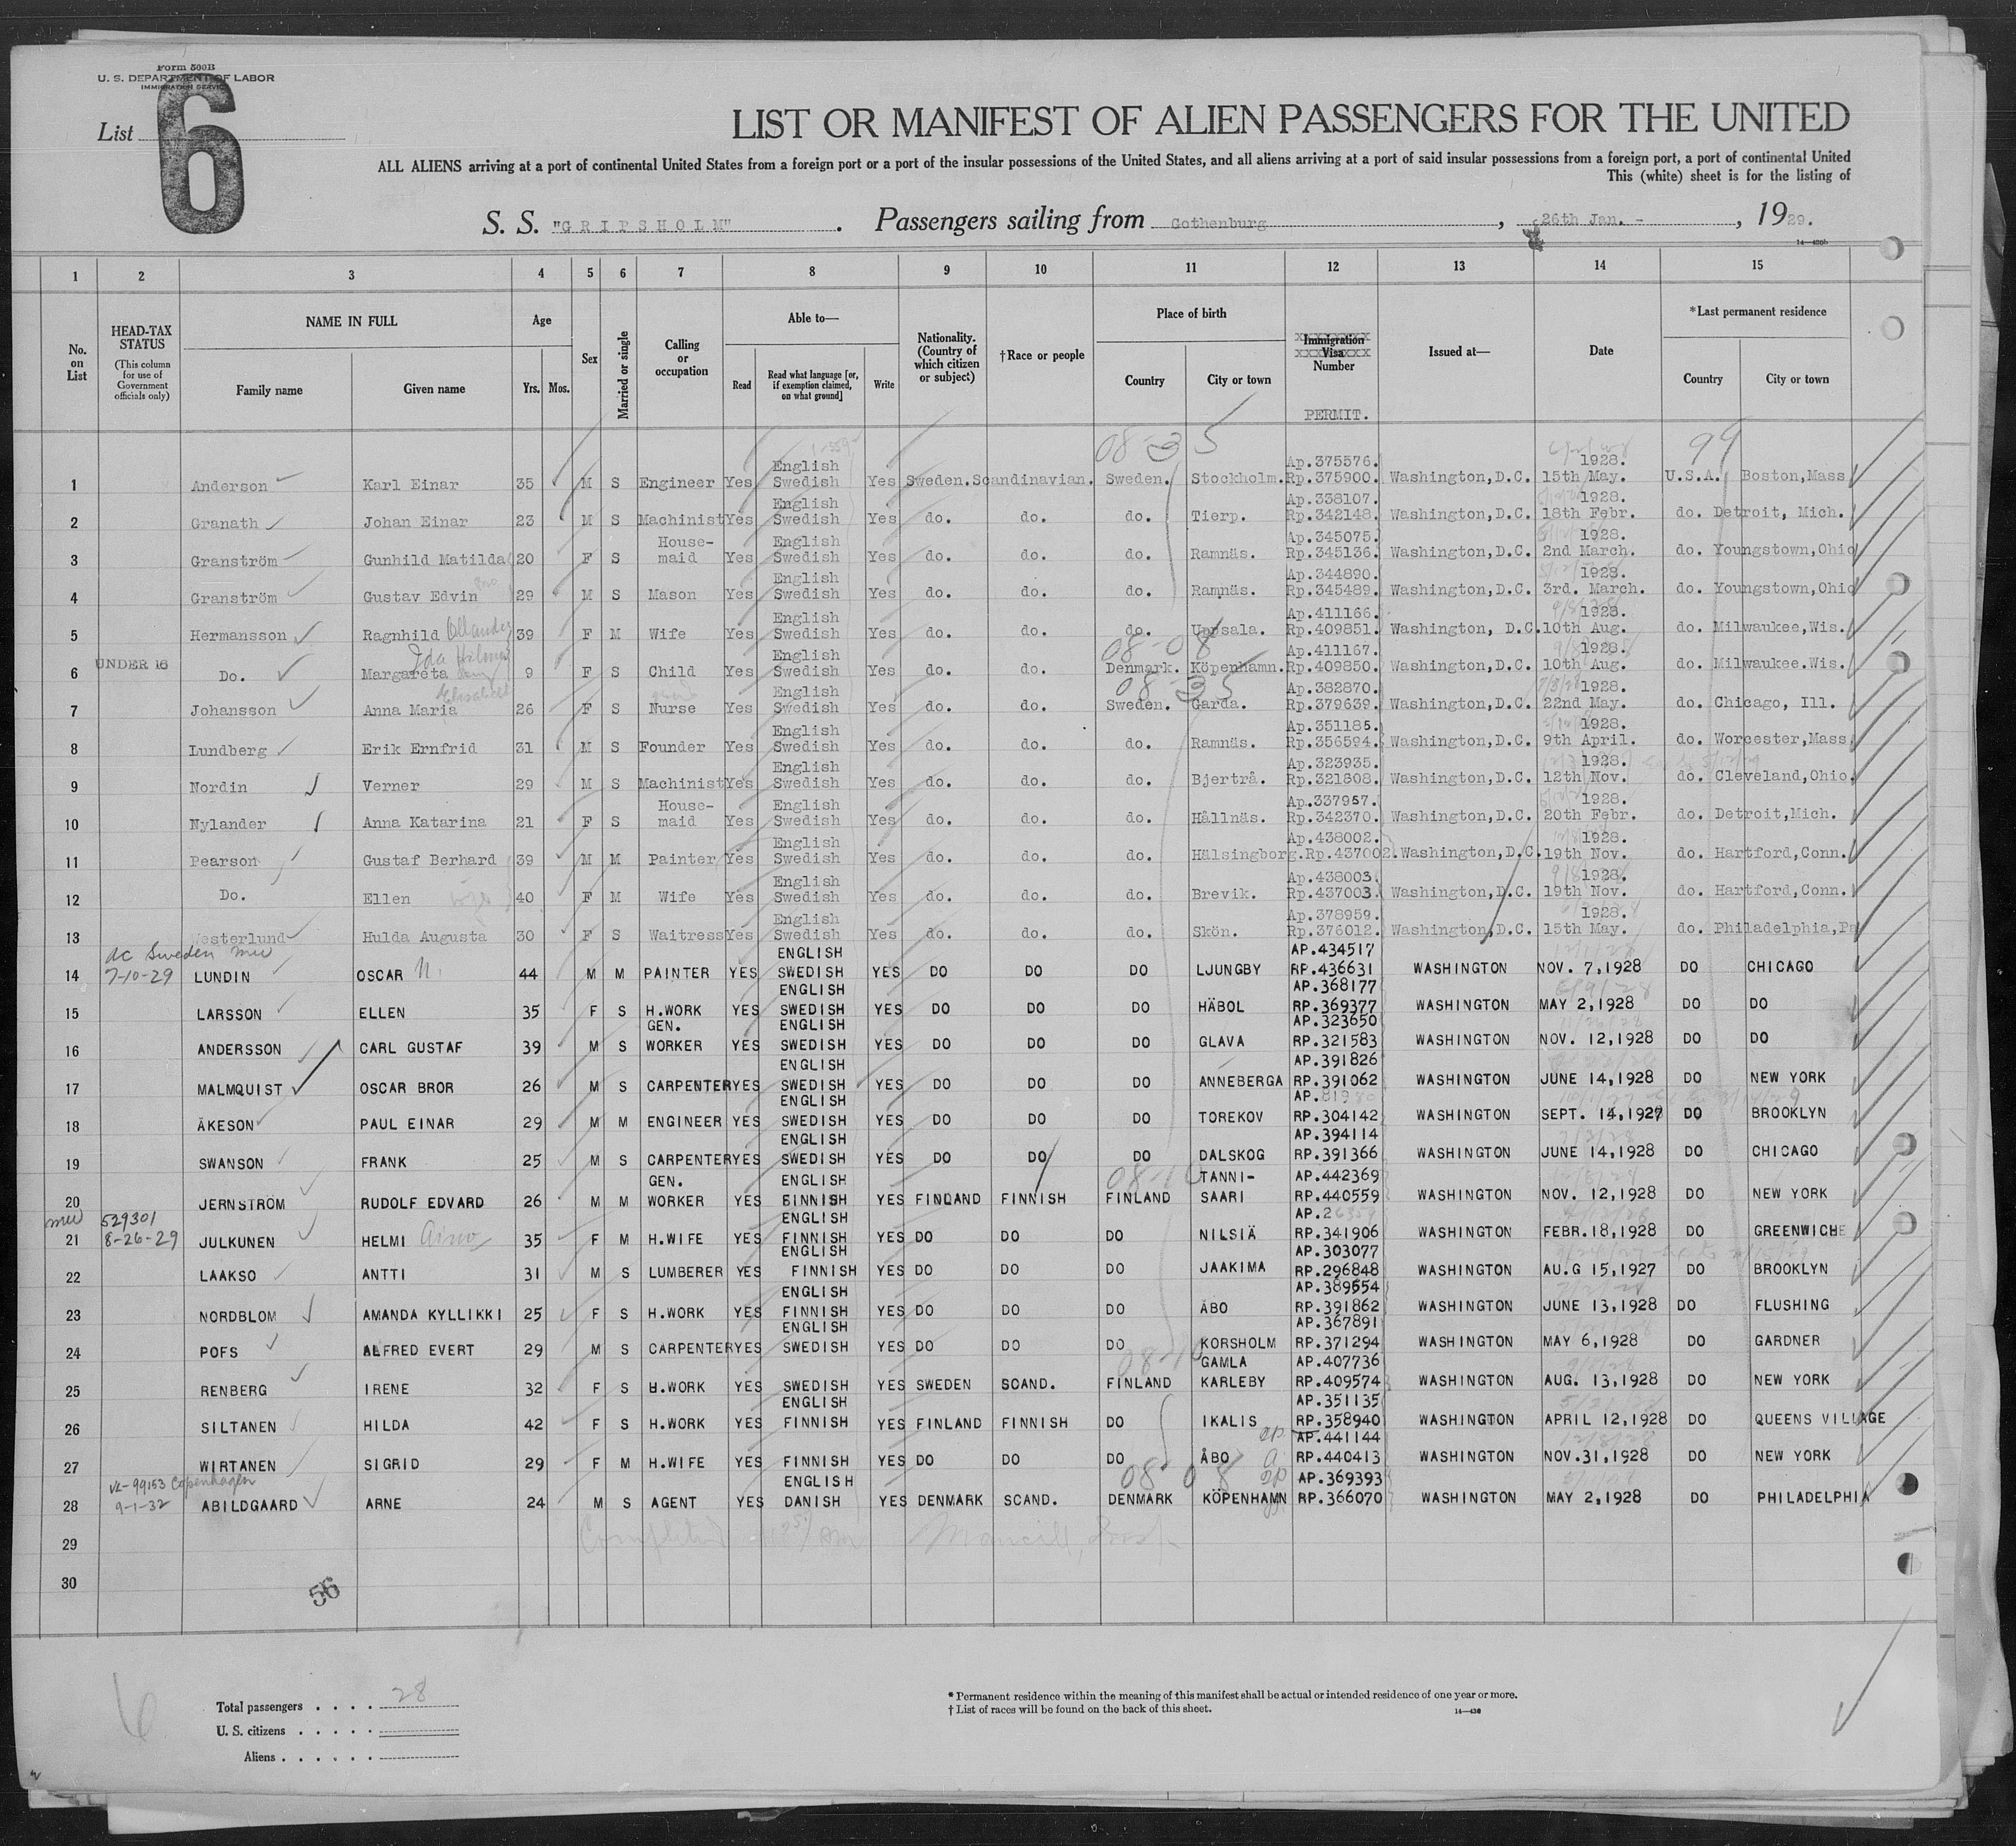 Form 500B
U. S. DEPARTMENT OF LABOR
IMMIGRATION SERVICE
List 6
LIST OR MANIFEST OF ALIEN PASSENGERS FOR THE UNITED
ALL ALIENS arriving at a port of continental United States from a foreign port or a port of the insular possessions of the United States, and all aliens arriving at a port of said insular possessions from a foreign port, a port of continental United
This (white) sheet is for the listing of
S. S. "GRIPSHOLM". Passengers sailing from Gothenburg, 26th Jan. -, 1929.
14—430b
1 2 3 4 5 6 7 8 9 10 11 12 13 14 15
No. on List
HEAD-TAX STATUS (This column for use of Government officials only)
NAME IN FULL Family name Given name
Age Yrs. Mos.
Sex
Married or single
Calling or occupation
Able to— Read Read what language [or, if exemption claimed, on what ground] Write
Nationality. (Country of which citizen or subject)
†Race or people
Place of birth Country City or town
Immigration Visa Number PERMIT.
Issued at—
Date
*Last permanent residence Country City or town
08-35 99
1 Anderson Karl Einar 35 M S Engineer Yes English Swedish Yes Sweden. Scandinavian. Sweden. Stockholm. Ap.375576. Rp.375900. Washington,D.C. 15th May. 1928. U.S.A. Boston,Mass
2 Granath Johan Einar 23 M S Machinist Yes English Swedish Yes do. do. do. Tierp. Ap.338107. Rp.342148. Washington,D.C. 18th Febr. 1928. do. Detroit, Mich.
3 Granström Gunhild Matilda 20 F S House-maid Yes English Swedish Yes do. do. do. Ramnäs. Ap.345075. Rp.345136. Washington,D.C. 2nd March. 1928. do. Youngstown,Ohio
4 Granström Gustav Edvin 29 M S Mason Yes English Swedish Yes do. do. do. Ramnäs. Ap.344890. Rp.345489. Washington,D.C. 3rd. March. 1928. do. Youngstown,Ohio
5 Hermansson Ragnhild 39 F M Wife Yes English Swedish Yes do. do. do. Uppsala. Ap.411166. Rp.409851. Washington, D.C. 10th Aug. 1928. do. Milwaukee,Wis.
08-08
UNDER 16
6 Do. Margareta Ida 9 F S Child Yes English Swedish Yes do. do. Denmark. Köpenhamn. Ap.411167. Rp.409850. Washington,D.C. 10th Aug. 1928. do. Milwaukee.Wis.
08-35
7 Johansson Anna Maria Elisabet 26 F S Nurse Yes English Swedish Yes do. do. Sweden. Garda. Ap.382870. Rp.379639. Washington,D.C. 22nd May. 1928. do. Chicago, Ill.
8 Lundberg Erik Ernfrid 31 M S Founder Yes English Swedish Yes do. do. do. Ramnäs. Ap.351185. Rp.356594. Washington,D.C. 9th April. 1928. do. Worcester,Mass
9 Nordin Verner 29 M S Machinist Yes English Swedish Yes do. do. do. Bjertrå. Ap.323935. Rp.321808. Washington,D.C. 12th Nov. 1928. do. Cleveland,Ohio.
10 Nylander Anna Katarina 21 F S House-maid Yes English Swedish Yes do. do. do. Hållnäs. Ap.337957. Rp.342370. Washington,D.C. 20th Febr. 1928. do. Detroit,Mich.
11 Pearson Gustaf Berhard 39 M M Painter Yes English Swedish Yes do. do. do. Hälsingborg. Ap.438002. Rp.437002. Washington,D.C. 19th Nov. 1928. do. Hartford,Conn.
12 Do. Ellen 40 F M Wife Yes English Swedish Yes do. do. do. Brevik. Ap.438003. Rp.437003. Washington,D.C. 19th Nov. 1928. do. Hartford,Conn.
13 Westerlund Hulda Augusta 30 F S Waitress Yes English Swedish Yes do. do. do. Skön. Ap.378959. Rp.376012. Washington,D.C. 15th May. 1928. do. Philadelphia,Pa
ac Sweden
7-10-29
14 LUNDIN OSCAR N. 44 M M PAINTER YES ENGLISH SWEDISH YES DO DO DO LJUNGBY AP.434517 RP.436631 WASHINGTON NOV. 7,1928 DO CHICAGO
15 LARSSON ELLEN 35 F S H.WORK YES ENGLISH SWEDISH YES DO DO DO HÄBOL AP.368177 RP.369377 WASHINGTON MAY 2,1928 DO DO
16 ANDERSSON CARL GUSTAF 39 M S GEN. WORKER YES ENGLISH SWEDISH YES DO DO DO GLAVA AP.323650 RP.321583 WASHINGTON NOV. 12,1928 DO DO
17 MALMQUIST OSCAR BROR 26 M S CARPENTER YES ENGLISH SWEDISH YES DO DO DO ANNEBERGA AP.391826 RP.391062 WASHINGTON JUNE 14,1928 DO NEW YORK
18 ÅKESON PAUL EINAR 29 M M ENGINEER YES ENGLISH SWEDISH YES DO DO DO TOREKOV RP.304142 WASHINGTON SEPT. 14,1927 DO BROOKLYN
19 SWANSON FRANK 25 M S CARPENTER YES ENGLISH SWEDISH YES DO DO DO DALSKOG AP.394114 RP.391366 WASHINGTON JUNE 14,1928 DO CHICAGO
08-10
20 JERNSTRÖM RUDOLF EDVARD 26 M M GEN. WORKER YES ENGLISH FINNISH YES FINLAND FINNISH FINLAND TANNI-SAARI AP.442369 RP.440559 WASHINGTON NOV. 12,1928 DO NEW YORK
529301
8-26-29
21 JULKUNEN HELMI Aino 35 F M H.WIFE YES ENGLISH FINNISH YES DO DO DO NILSIÄ RP.341906 WASHINGTON FEBR.18,1928 DO GREENWICHE
22 LAAKSO ANTTI 31 M S LUMBERER YES ENGLISH FINNISH YES DO DO DO JAAKIMA AP.303077 RP.296848 WASHINGTON AU.G 15,1927 DO BROOKLYN
23 NORDBLOM AMANDA KYLLIKKI 25 F S H.WORK YES ENGLISH FINNISH YES DO DO DO ÅBO AP.389554 RP.391862 WASHINGTON JUNE 13,1928 DO FLUSHING
24 POFS ALFRED EVERT 29 M S CARPENTER YES ENGLISH SWEDISH YES DO DO DO KORSHOLM AP.367891 RP.371294 WASHINGTON MAY 6,1928 DO GARDNER
08-10
25 RENBERG IRENE 32 F S H.WORK YES SWEDISH YES SWEDEN SCAND. FINLAND GAMLA KARLEBY AP.407736 RP.409574 WASHINGTON AUG. 13,1928 DO NEW YORK
26 SILTANEN HILDA 42 F S H.WORK YES ENGLISH FINNISH YES FINLAND FINNISH DO IKALIS AP.351135 RP.358940 WASHINGTON APRIL 12,1928 DO QUEENS VILLAGE
27 WIRTANEN SIGRID 29 F M H.WIFE YES FINNISH YES DO DO DO ÅBO AP.441144 RP.440413 WASHINGTON NOV.31,1928 DO NEW YORK
08-08
99153 Copenhagen
9-1-32
28 ABILDGAARD ARNE 24 M S AGENT YES ENGLISH DANISH YES DENMARK SCAND. DENMARK KÖPENHAMN AP.369393 RP.366070 WASHINGTON MAY 2,1928 DO PHILADELPHIA
29
30
56
6
Total passengers . . . . 28
U. S. citizens . . . . .
Aliens . . . . . .
* Permanent residence within the meaning of this manifest shall be actual or intended residence of one year or more.
† List of races will be found on the back of this sheet.
14—430